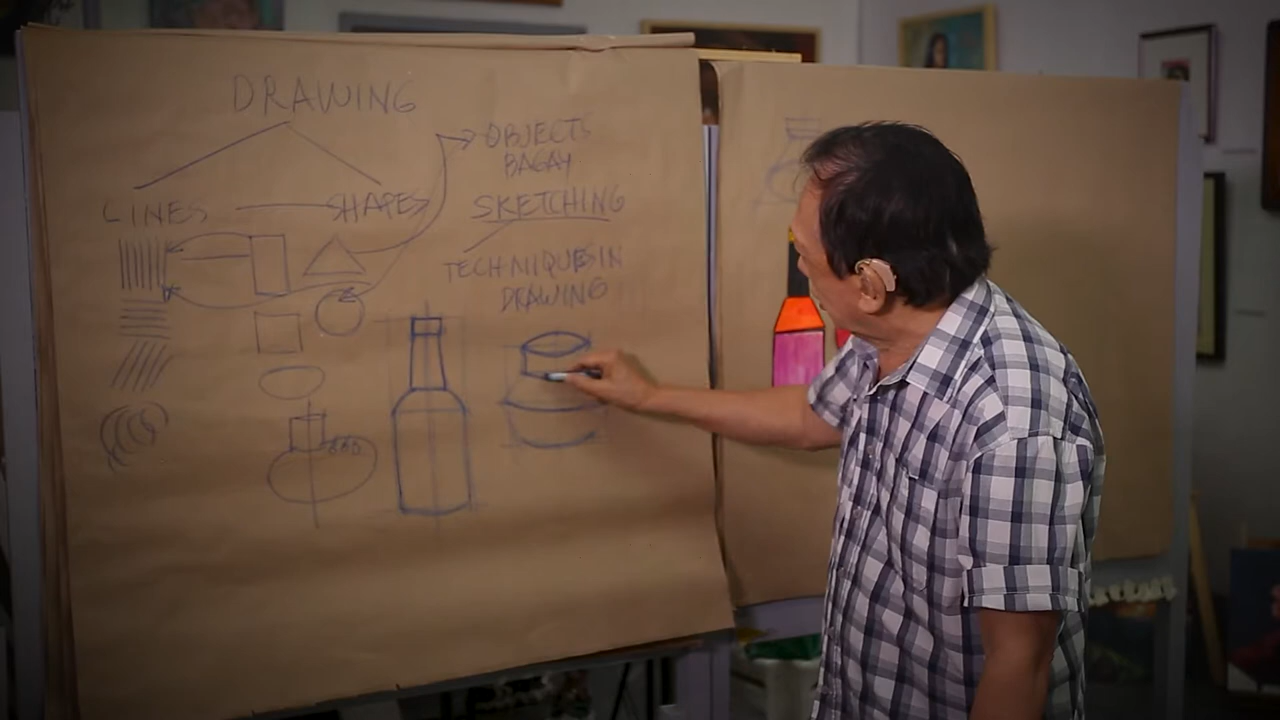 DRAWING
LINES
SHAPES
OBJECTS
BAGAY
SKETCHING
TECHNIQUES IN
DRAWING